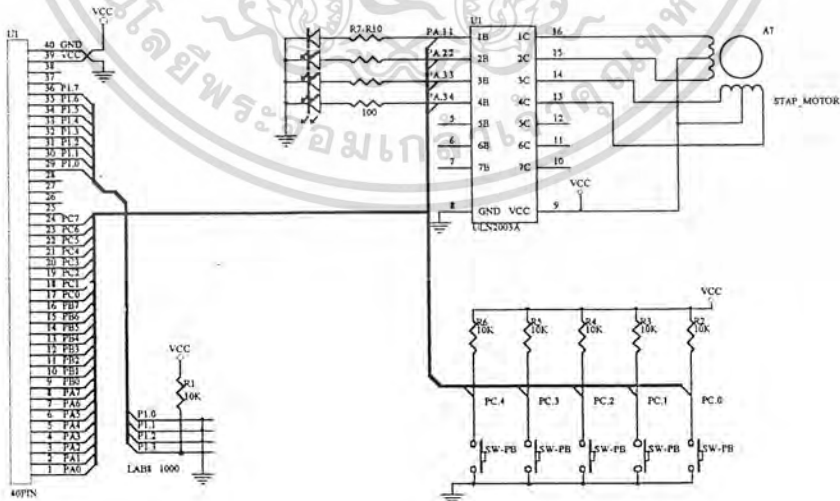 U1
40 GND
39 VCC
38
37
36 P1.7
35 P1.6
34 P1.5
33 P1.4
32 P1.3
31 P1.2
30 P1.1
29 P1.0
28
27
26
25
24 PC7
23 PC6
22 PC5
21 PC4
20 PC3
19 PC2
18 PC1
17 PC0
16 PB7
15 PB6
14 PB5
13 PB4
12 PB3
11 PB2
10 PB1
9 PB0
8 PA7
7 PA6
6 PA5
5 PA4
4 PA3
3 PA2
2 PA1
1 PA0
40PIN
VCC
VCC
R1
10K
P1.0
P1.1
P1.2
P1.3
LAB8 1000
R7-R10
100
PA.11
PA.22
PA.33
PA.34
U1
1B 1C 16
2B 2C 15
3B 3C 14
4B 4C 13
5 5B 5C 12
6 6B 6C 11
7 7B 7C 10
8 GND VCC 9
ULN2003A
VCC
A?
STAP_MOTOR
VCC
R6
10K
R5
10K
R4
10K
R3
10K
R2
10K
PC.4
PC.3
PC.2
PC.1
PC.0
SW-PB
SW-PB
SW-PB
SW-PB
SW-PB